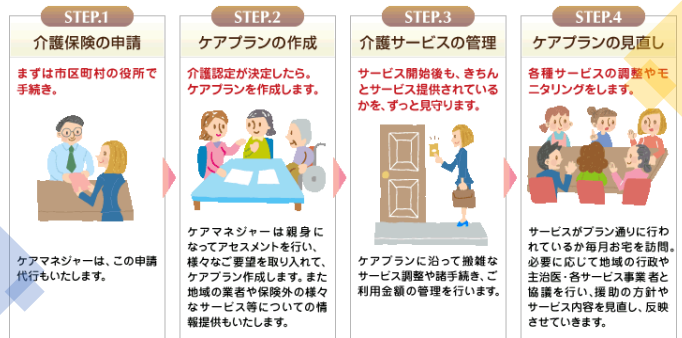 STEP.1
介護保険の申請
まずは市区町村の役所で
手続き。
ケアマネジャーは、この申請
代行もいたします。
STEP.2
ケアプランの作成
介護認定が決定したら。
ケアプランを作成します。
ケアマネジャーは親身に
なってアセスメントを行い、
様々なご要望を取り入れて、
ケアプラン作成します。また
地域の業者や保険外の様々
なサービス等についての情
報提供もいたします。
STEP.3
介護サービスの管理
サービス開始後も、きちん
とサービス提供されている
かを、ずっと見守ります。
ケアプランに沿って搬雑な
サービス調整や諸手続き、ご
利用金額の管理を行います。
STEP.4
ケアプランの見直し
各種サービスの調整やモ
ニタリングをします。
サービスがプラン通りに行わ
れているか毎月お宅を訪問。
必要に応じて地域の行政や
主治医・各サービス事業者と
協議を行い、援助の方針や
サービス内容を見直し、反映
させていきます。